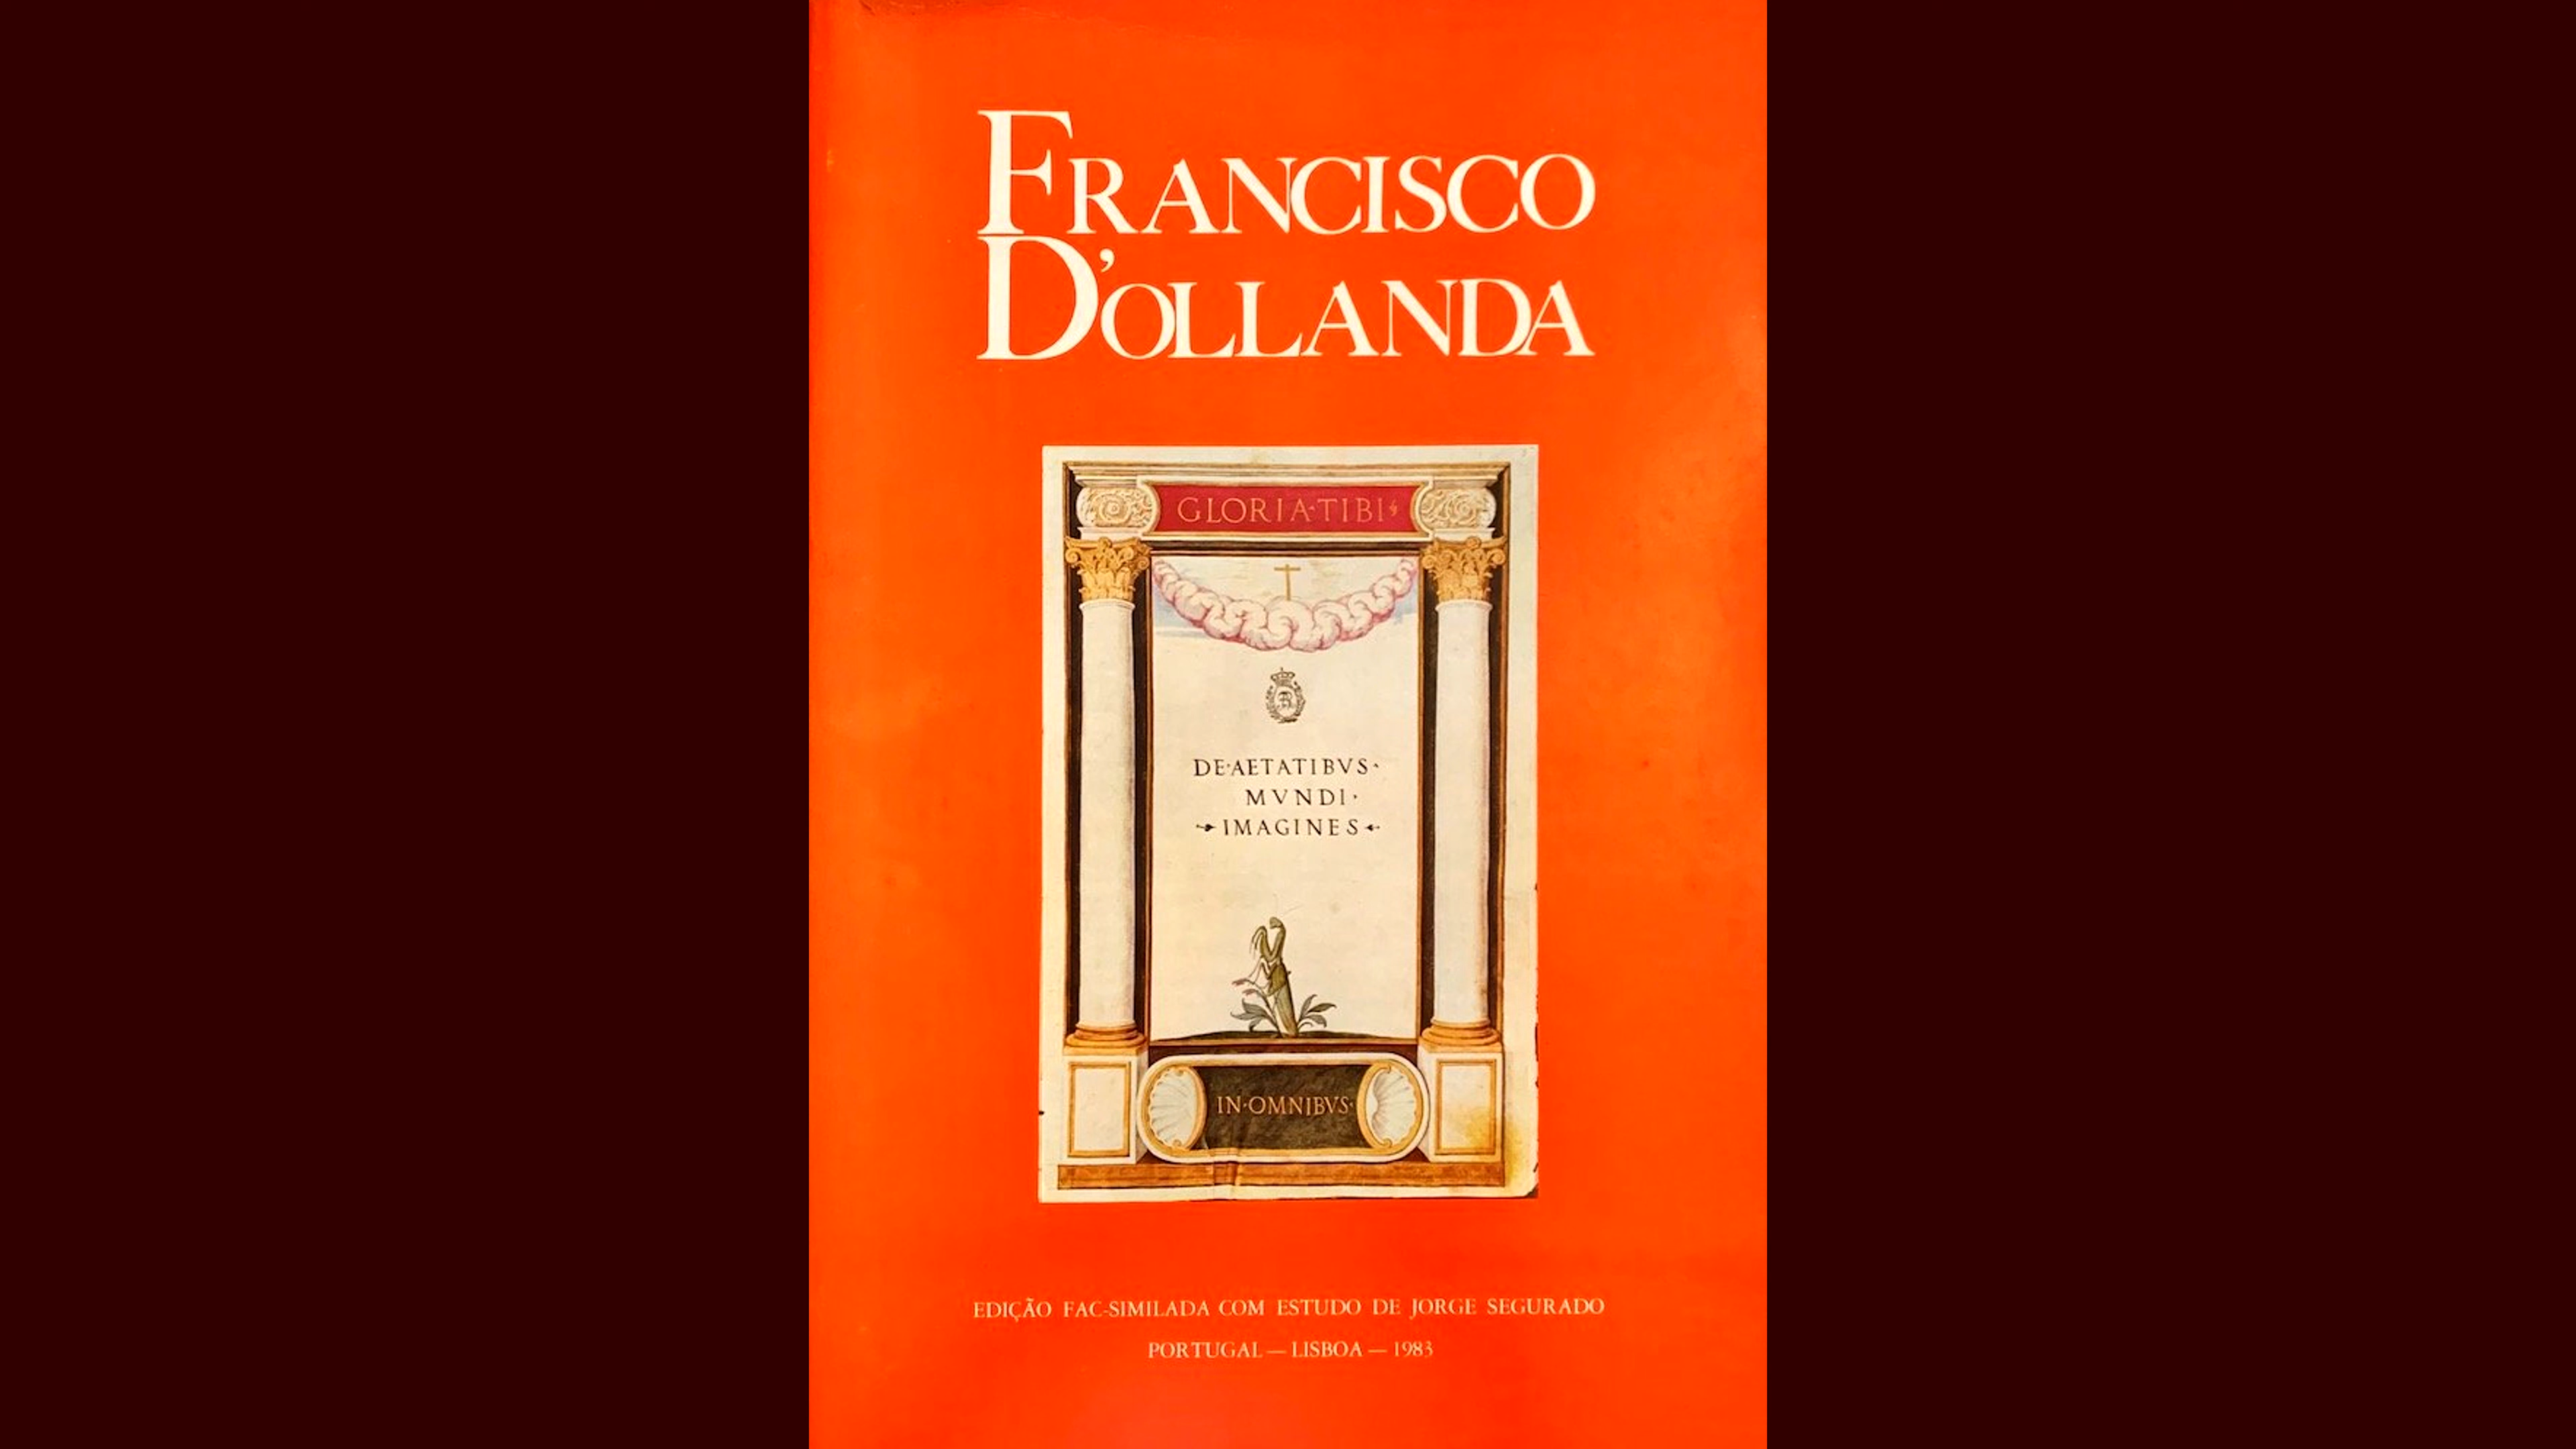 FRANCISCO
D'OLLANDA
GLORIA·TIBI
DE·AETATIBVS·
MVNDI·
IMAGINES
IN·OMNIBVS·
EDIÇÃO FAC-SIMILADA COM ESTUDO DE JORGE SEGURADO
PORTUGAL — LISBOA — 1983